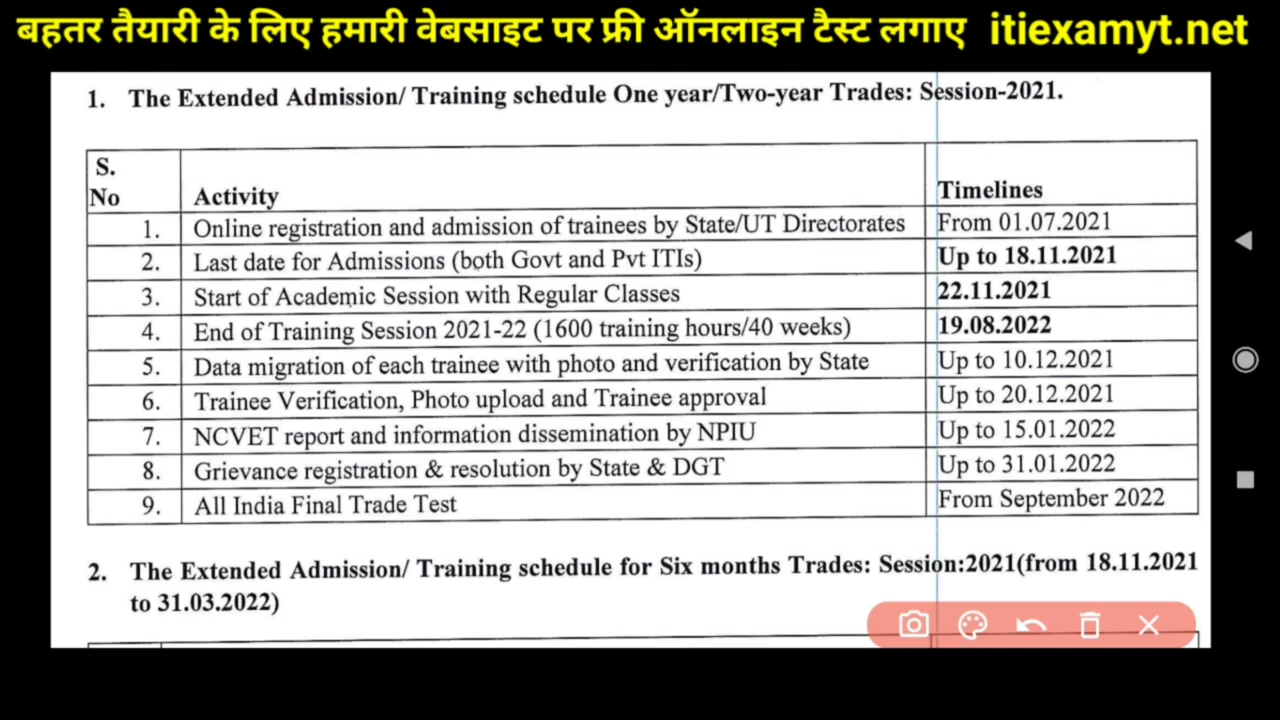 बहतर तैयारी के लिए हमारी वेबसाइट पर फ्री ऑनलाइन टैस्ट लगाए itiexamyt.net
1. The Extended Admission/ Training schedule One year/Two-year Trades: Session-2021.
S.
No Activity Timelines
1. Online registration and admission of trainees by State/UT Directorates From 01.07.2021
2. Last date for Admissions (both Govt and Pvt ITIs) Up to 18.11.2021
3. Start of Academic Session with Regular Classes 22.11.2021
4. End of Training Session 2021-22 (1600 training hours/40 weeks) 19.08.2022
5. Data migration of each trainee with photo and verification by State Up to 10.12.2021
6. Trainee Verification, Photo upload and Trainee approval Up to 20.12.2021
7. NCVET report and information dissemination by NPIU Up to 15.01.2022
8. Grievance registration & resolution by State & DGT Up to 31.01.2022
9. All India Final Trade Test From September 2022
2. The Extended Admission/ Training schedule for Six months Trades: Session:2021(from 18.11.2021
to 31.03.2022)